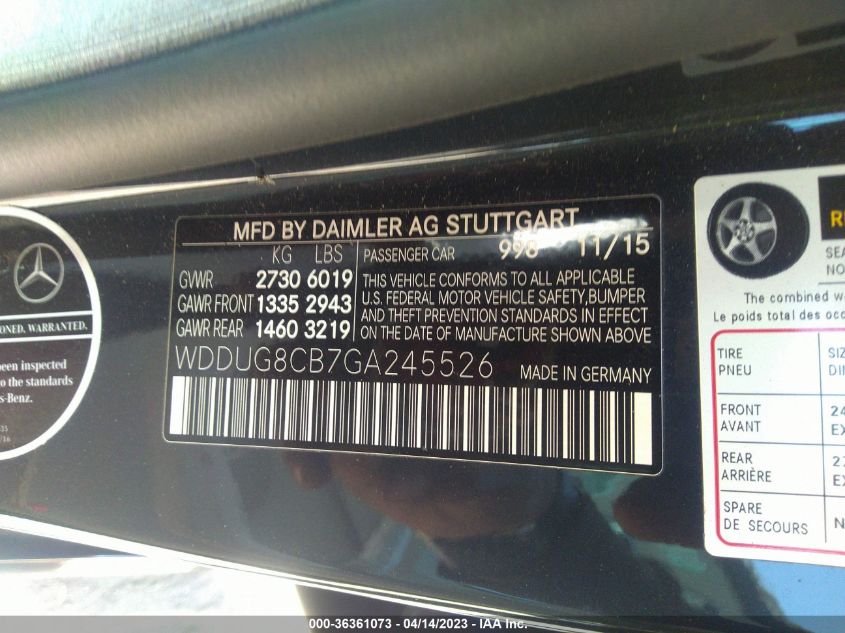 MFD BY DAIMLER AG STUTTGART
KG LBS
PASSENGER CAR 998 11/15
GVWR 2730 6019
GAWR FRONT 1335 2943
GAWR REAR 1460 3219
THIS VEHICLE CONFORMS TO ALL APPLICABLE
U.S. FEDERAL MOTOR VEHICLE SAFETY, BUMPER
AND THEFT PREVENTION STANDARDS IN EFFECT
ON THE DATE OF MANUFACTURE SHOWN ABOVE
WDDUG8CB7GA245526 MADE IN GERMANY
WARRANTED.
been inspected
to the standards
The combined
Le poids total des
TIRE
PNEU
FRONT
AVANT
REAR
ARRIÈRE
SPARE
DE SECOURS
000-36361073 - 04/14/2023 - IAA Inc.